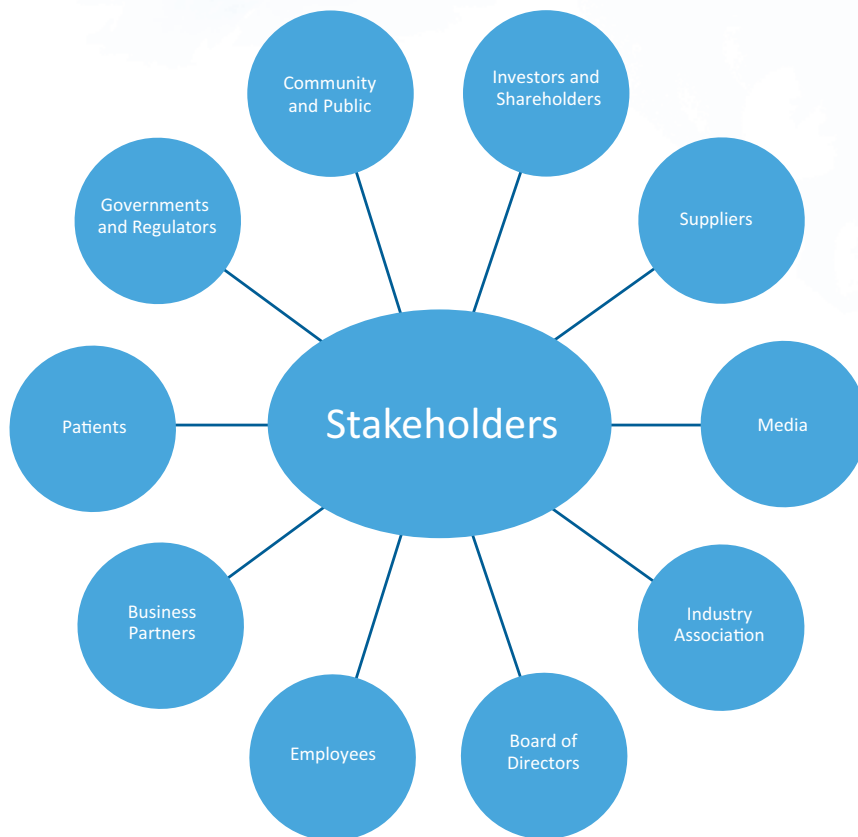 Community
and Public
Investors and
Shareholders
Governments
and Regulators
Suppliers
Patients
Stakeholders
Media
Business
Partners
Industry
Association
Employees
Board of
Directors